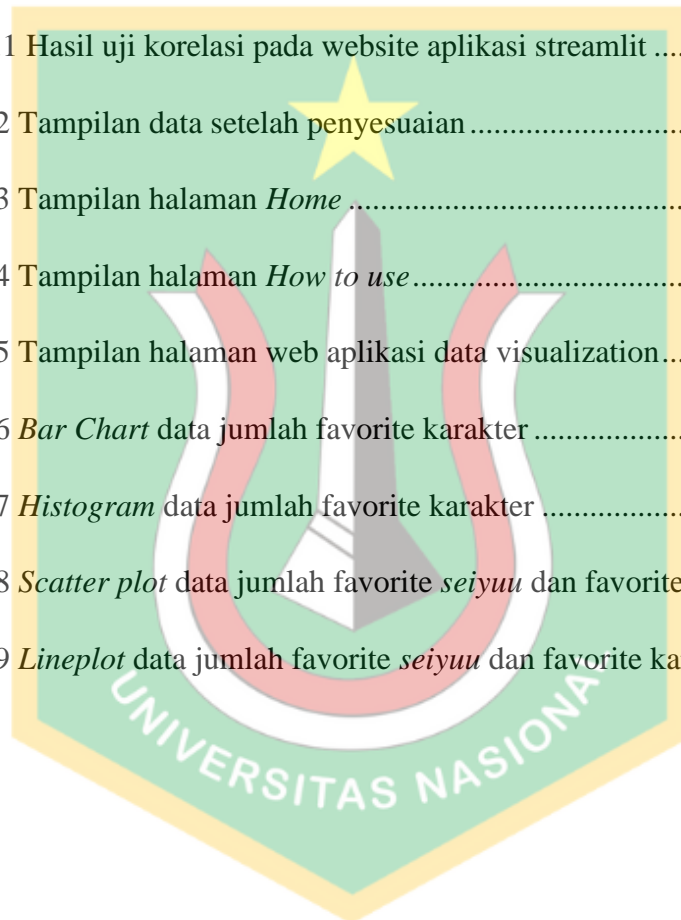 1 Hasil uji korelasi pada website aplikasi streamlit ....
2 Tampilan data setelah penyesuaian.............................
3 Tampilan halaman Home ............................................
4 Tampilan halaman How to use....................................
5 Tampilan halaman web aplikasi data visualization...
6 Bar Chart data jumlah favorite karakter ...................
7 Histogram data jumlah favorite karakter ..................
8 Scatter plot data jumlah favorite seiyuu dan favorite
9 Lineplot data jumlah favorite seiyuu dan favorite ka
UNIVERSITAS NASIONAL